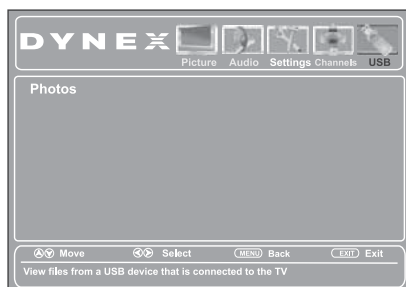 DYNEX
Picture Audio Settings Channels USB
Photos
Move Select MENU Back EXIT Exit
View files from a USB device that is connected to the TV